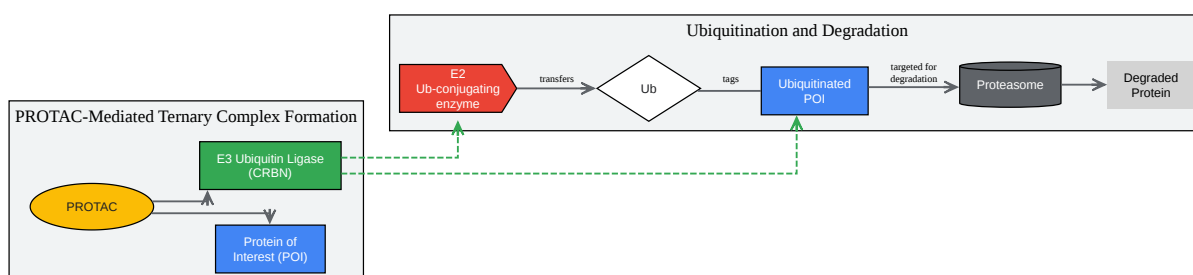 Ubiquitination and Degradation
E2
Ub-conjugating
enzyme
transfers
Ub
tags
Ubiquitinated
POI
targeted for
degradation
Proteasome
Degraded
Protein
PROTAC-Mediated Ternary Complex Formation
E3 Ubiquitin Ligase
(CRBN)
PROTAC
Protein of
Interest (POI)